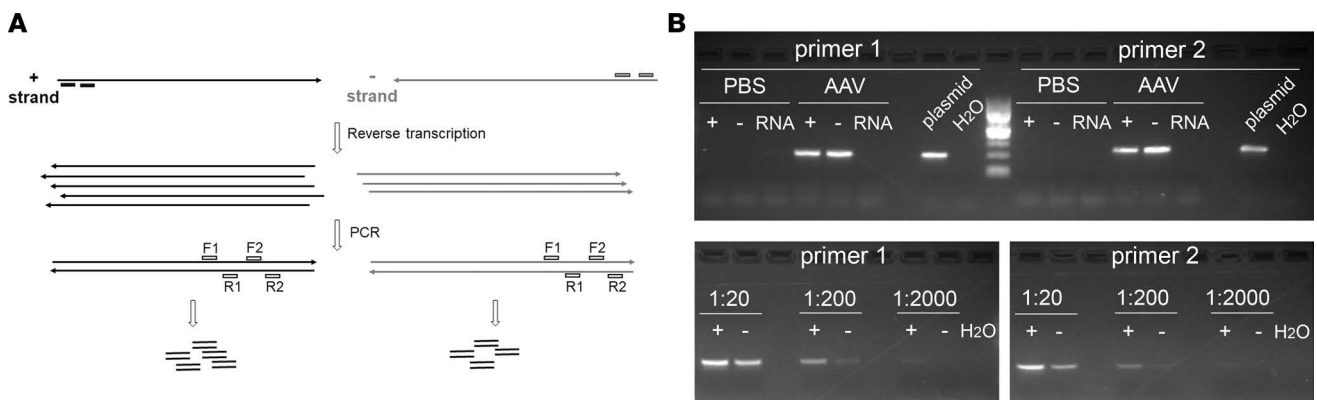 A
+
strand
-
strand
Reverse transcription
PCR
F1 F2
R1 R2
F1 F2
R1 R2
B
primer 1
primer 2
PBS AAV plasmid H2O
PBS AAV plasmid H2O
+ - RNA + - RNA
+ - RNA + - RNA
primer 1
1:20 1:200 1:2000
+ - + - + - H2O
primer 2
1:20 1:200 1:2000
+ - + - + - H2O